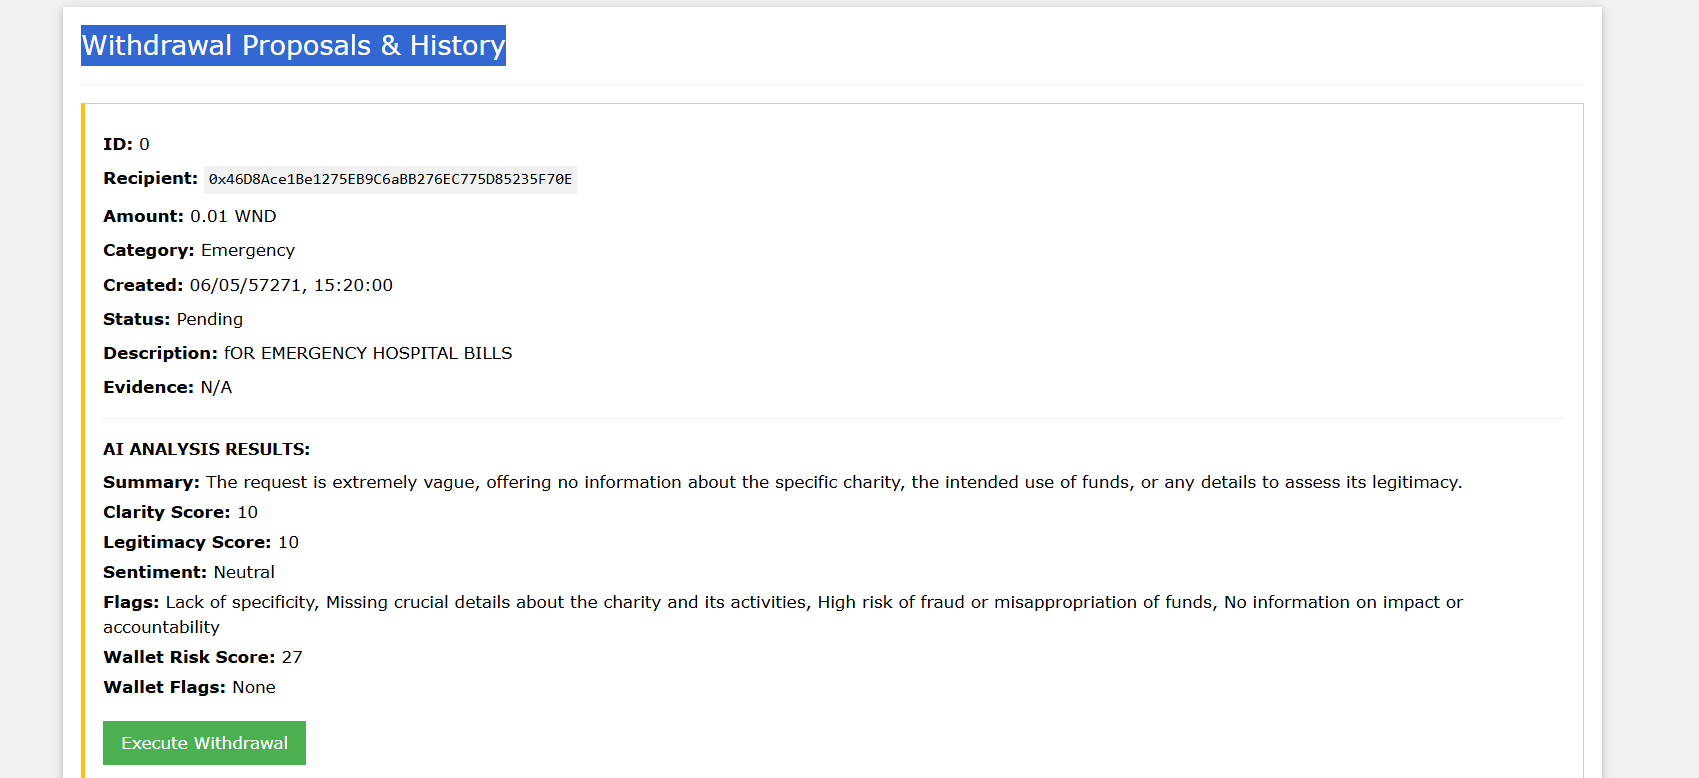 Withdrawal Proposals & History
ID: 0
Recipient: 0x46D8Ace1Be1275EB9C6aBB276EC775D85235F70E
Amount: 0.01 WND
Category: Emergency
Created: 06/05/57271, 15:20:00
Status: Pending
Description: fOR EMERGENCY HOSPITAL BILLS
Evidence: N/A
AI ANALYSIS RESULTS:
Summary: The request is extremely vague, offering no information about the specific charity, the intended use of funds, or any details to assess its legitimacy.
Clarity Score: 10
Legitimacy Score: 10
Sentiment: Neutral
Flags: Lack of specificity, Missing crucial details about the charity and its activities, High risk of fraud or misappropriation of funds, No information on impact or
accountability
Wallet Risk Score: 27
Wallet Flags: None
Execute Withdrawal